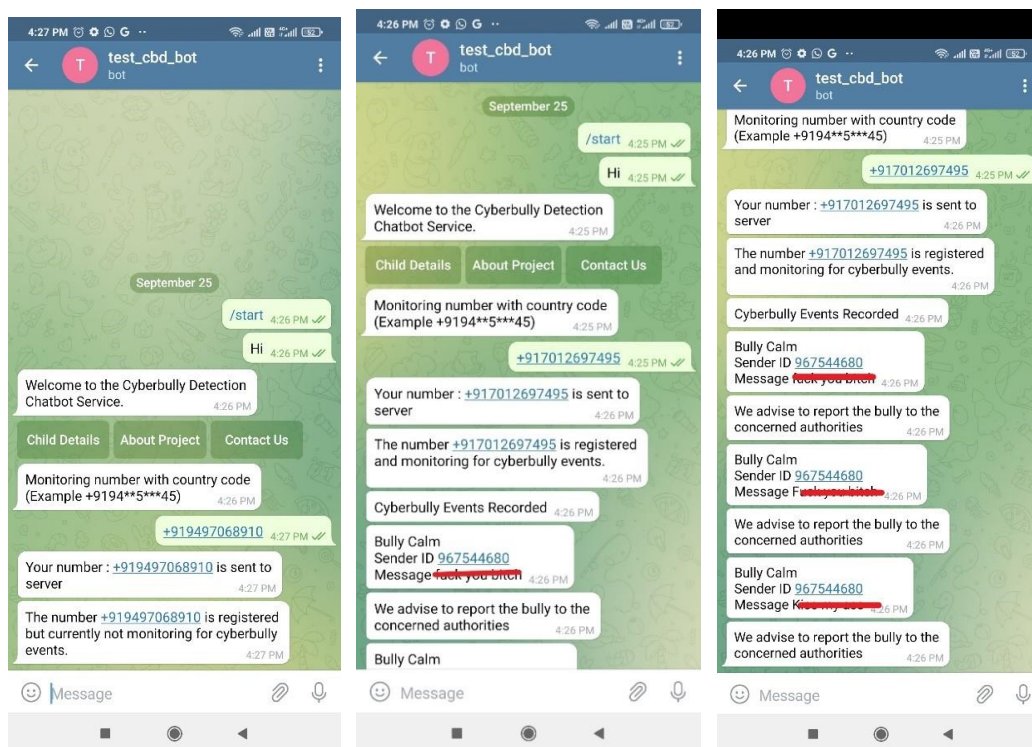 4:27 PM
52
test_cbd_bot
T
bot
September 25
/start 4:26 PM
Hi 4:26 PM
Welcome to the Cyberbully Detection
Chatbot Service. 4:26 PM
Child Details About Project Contact Us
Monitoring number with country code
(Example +9194**5***45) 4:26 PM
+919497068910 4:27 PM
Your number : +919497068910 is sent to
server 4:27 PM
The number +919497068910 is registered
but currently not monitoring for cyberbully
events. 4:27 PM
Message
4:26 PM
52
test_cbd_bot
T
bot
September 25
/start 4:25 PM
Hi 4:25 PM
Welcome to the Cyberbully Detection
Chatbot Service. 4:25 PM
Child Details About Project Contact Us
Monitoring number with country code
(Example +9194**5***45) 4:25 PM
+917012697495 4:25 PM
Your number : +917012697495 is sent to
server 4:26 PM
The number +917012697495 is registered
and monitoring for cyberbully events.
4:26 PM
Cyberbully Events Recorded 4:26 PM
Bully Calm
Sender ID 967544680
Message fuck you bitch 4:26 PM
We advise to report the bully to the
concerned authorities 4:26 PM
Bully Calm
Message
4:26 PM
52
test_cbd_bot
T
bot
Monitoring number with country code
(Example +9194**5***45) 4:25 PM
+917012697495 4:25 PM
Your number : +917012697495 is sent to
server 4:26 PM
The number +917012697495 is registered
and monitoring for cyberbully events.
4:26 PM
Cyberbully Events Recorded 4:26 PM
Bully Calm
Sender ID 967544680
Message fuck you bitch 4:26 PM
We advise to report the bully to the
concerned authorities 4:26 PM
Bully Calm
Sender ID 967544680
Message Fuck you bitch 4:26 PM
We advise to report the bully to the
concerned authorities 4:26 PM
Bully Calm
Sender ID 967544680
Message 4:26 PM
We advise to report the bully to the
concerned authorities 4:26 PM
Message